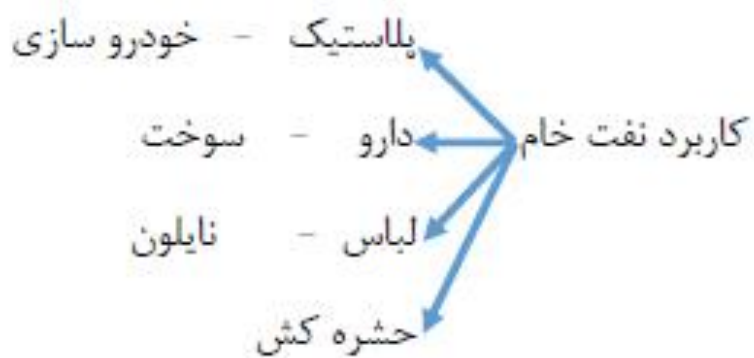 پلاستیک - خودرو سازی
کاربرد نفت خام
دارو - سوخت
لباس - نایلون
حشره کش